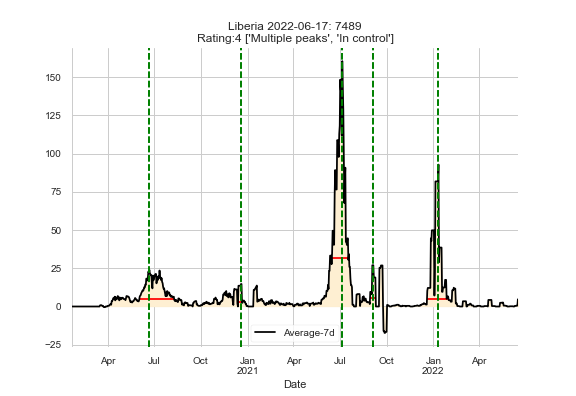 Liberia 2022-06-17: 7489
Rating:4 ['Multiple peaks', 'In control']
150
125
100
75
50
25
0
−25
Average-7d
Apr Jul Oct Jan Apr Jul Oct Jan Apr
2021 2022
Date